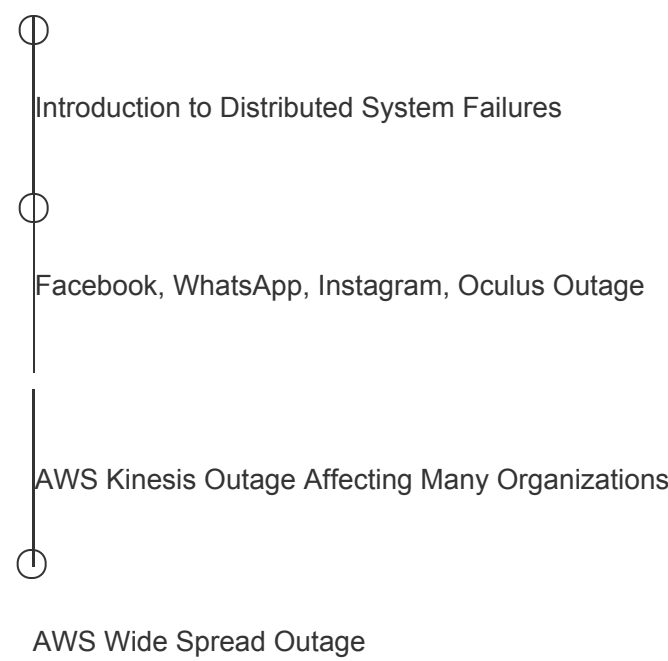 Introduction to Distributed System Failures
Facebook, WhatsApp, Instagram, Oculus Outage
AWS Kinesis Outage Affecting Many Organizations
AWS Wide Spread Outage